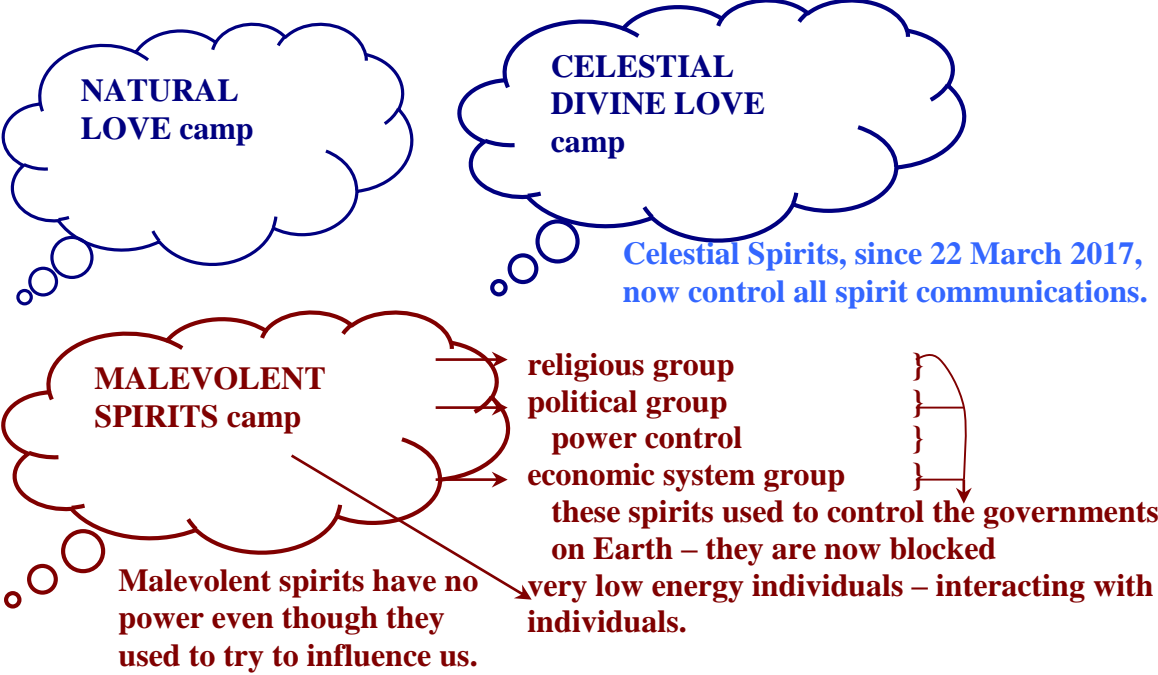 NATURAL
LOVE camp
CELESTIAL
DIVINE LOVE
camp
Celestial Spirits, since 22 March 2017,
now control all spirit communications.
MALEVOLENT
SPIRITS camp
religious group }
political group }
power control }
economic system group }
these spirits used to control the governments
on Earth – they are now blocked
very low energy individuals – interacting with
individuals.
Malevolent spirits have no
power even though they
used to try to influence us.